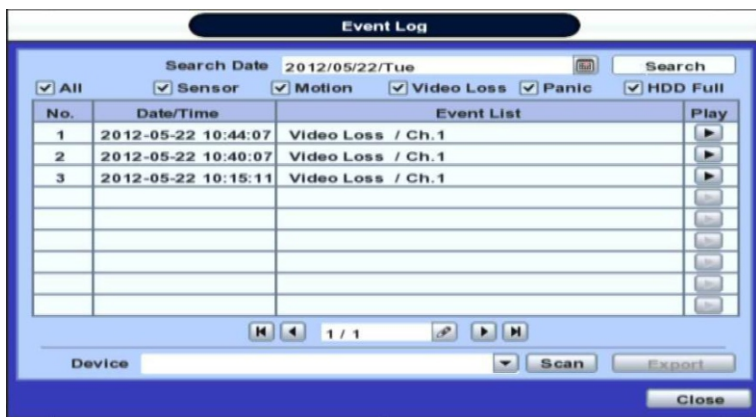 Event Log
Search Date 2012/05/22/Tue Search
All Sensor Motion Video Loss Panic HDD Full
No. Date/Time Event List Play
1 2012-05-22 10:44:07 Video Loss / Ch.1
2 2012-05-22 10:40:07 Video Loss / Ch.1
3 2012-05-22 10:15:11 Video Loss / Ch.1
1 / 1
Device Scan Export
Close